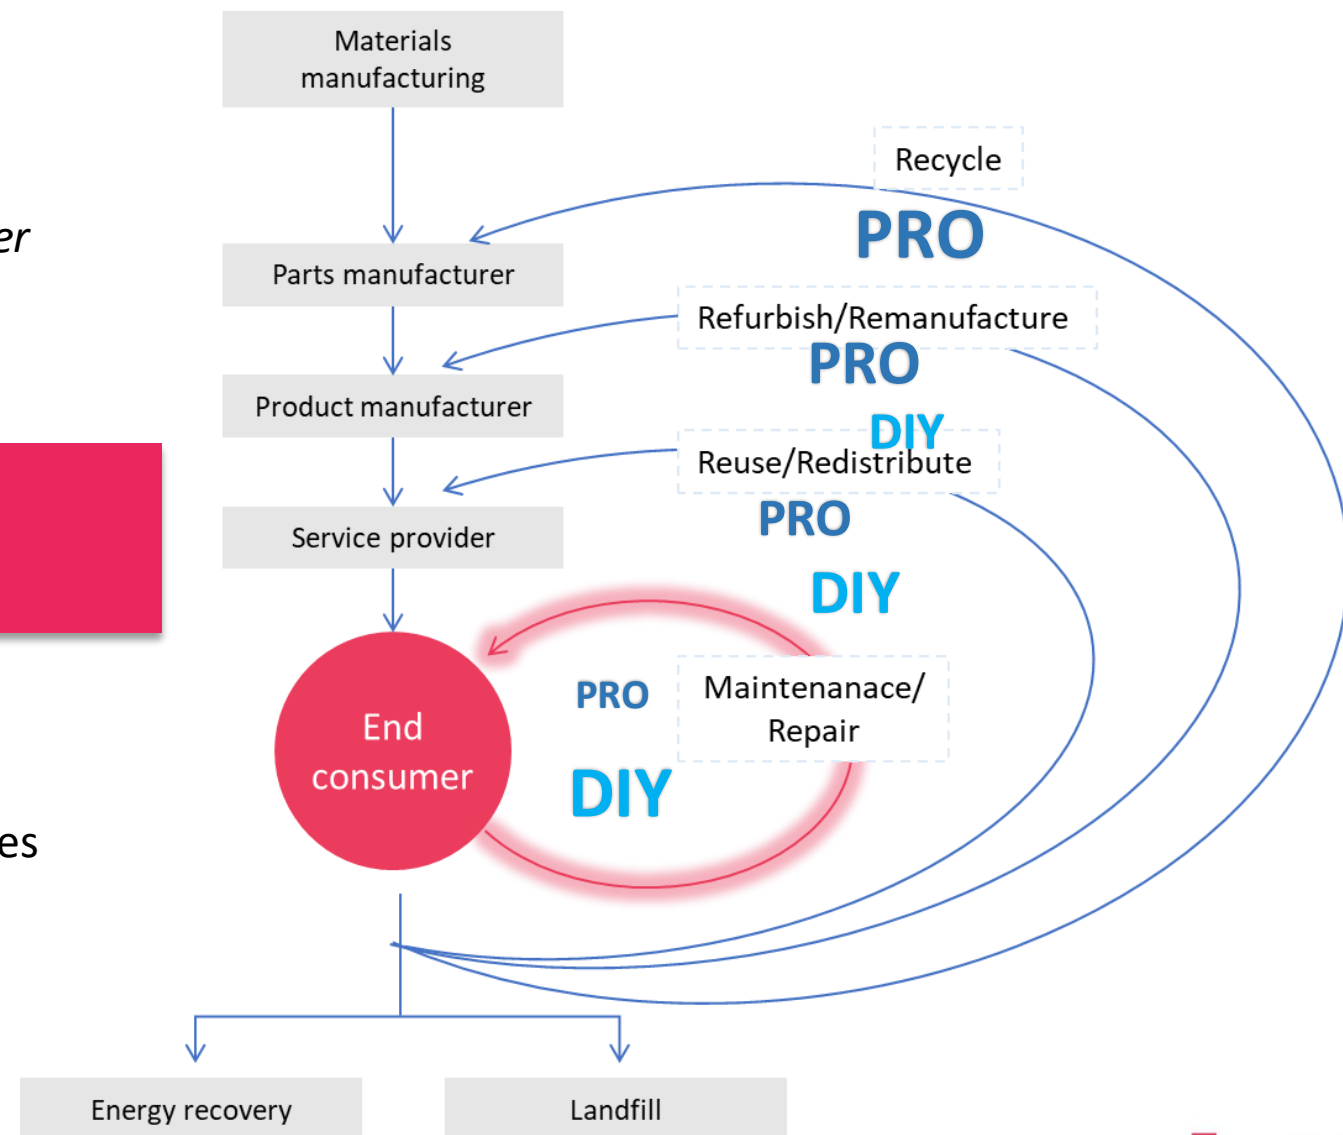 Materials
manufacturing
Recycle
PRO
er
Parts manufacturer
Refurbish/Remanufacture
PRO
Product manufacturer
DIY
Reuse/Redistribute
PRO
Service provider
DIY
Maintenanace/
Repair
PRO
End
consumer
DIY
es
Energy recovery
Landfill